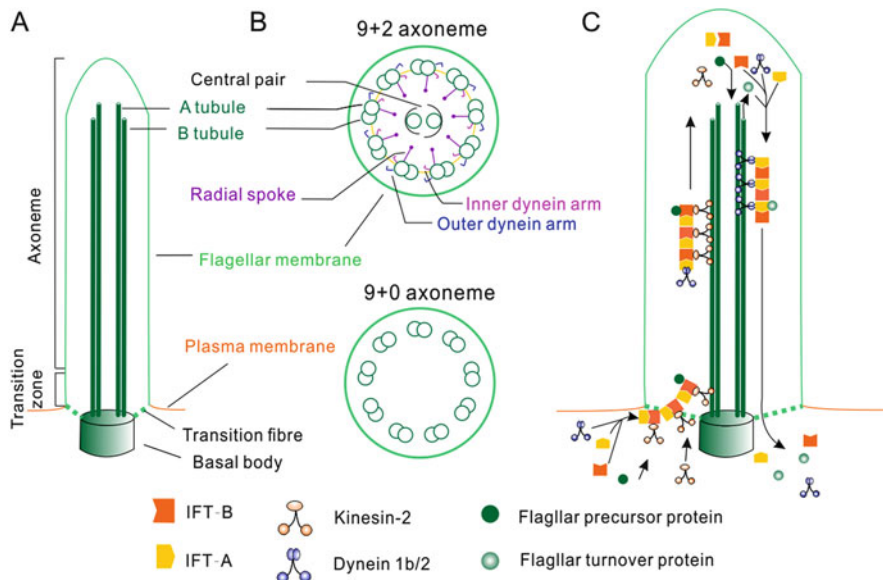 A
B
C
9+2 axoneme
Central pair
A tubule
B tubule
Radial spoke
Inner dynein arm
Outer dynein arm
Flagellar membrane
9+0 axoneme
Plasma membrane
Axoneme
Transition
zone
Transition fibre
Basal body
IFT-B
Kinesin-2
Flagllar precursor protein
IFT-A
Dynein 1b/2
Flagllar turnover protein